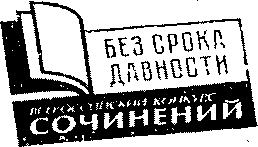 БЕЗ СРОКА
ДАВНОСТИ
ВСЕРОССИЙСКИЙ КОНКУРС
СОЧИНЕНИЙ